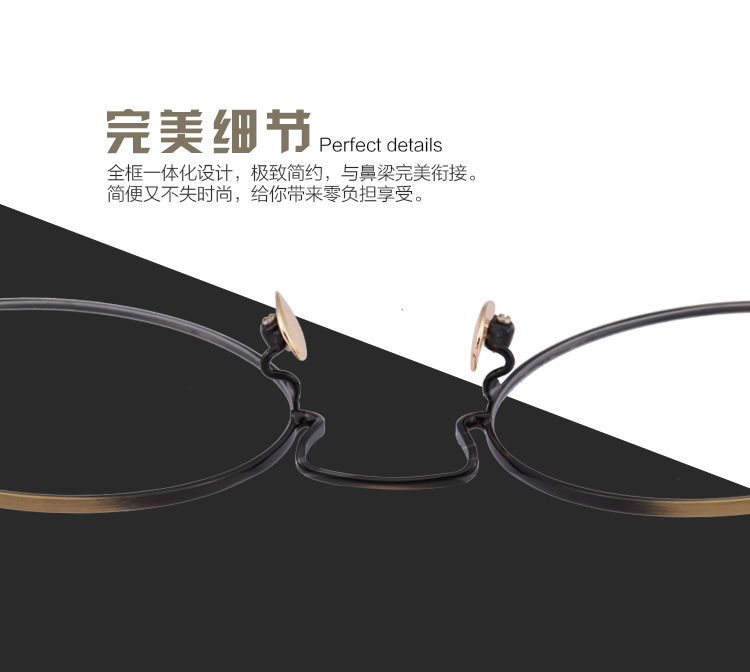 完美细节 Perfect details
全框一体化设计，极致简约，与鼻梁完美衔接。
简便又不失时尚，给你带来零负担享受。